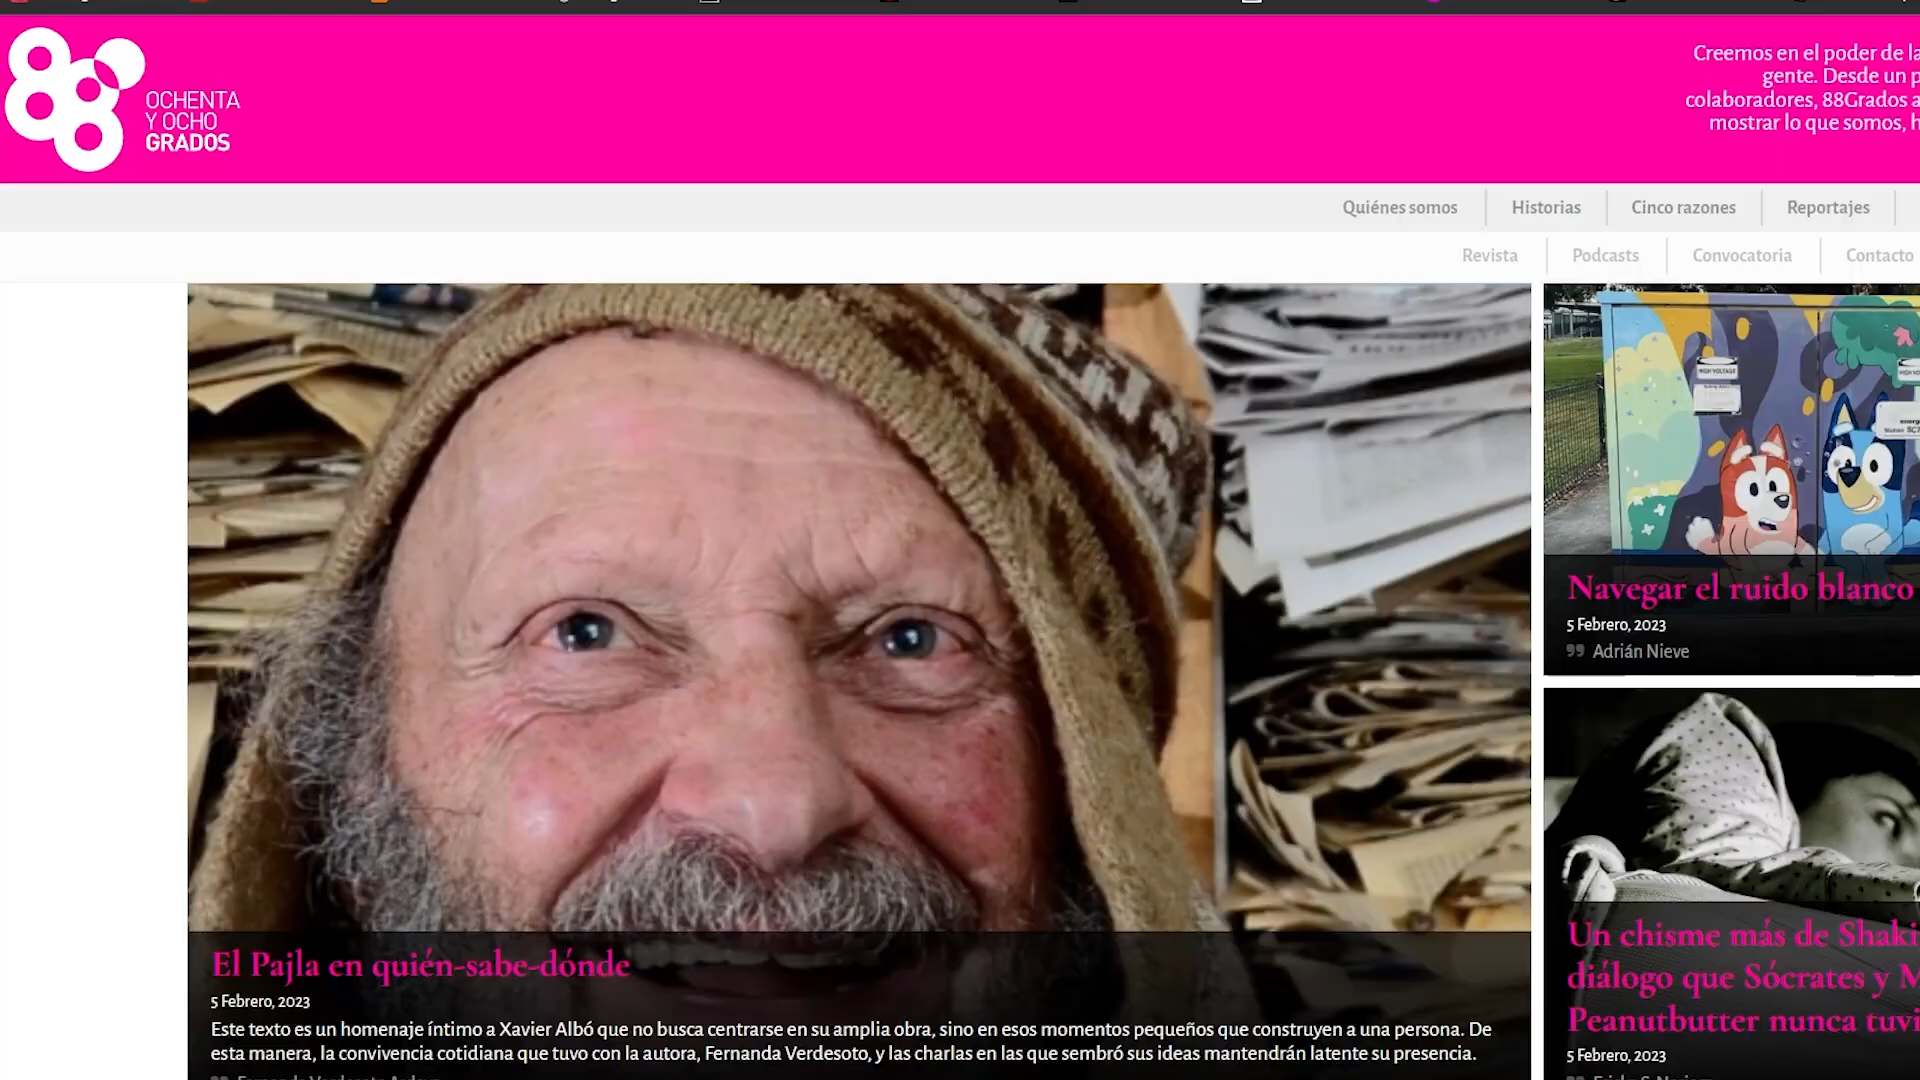 OCHENTA
Y OCHO
GRADOS
Creemos en el poder de
gente. Desde un
colaboradores, 88Grados
mostrar lo que somos,
Quiénes somos
Historias
Cinco razones
Reportajes
Revista
Podcasts
Convocatoria
Contacto
HIGH VOLTAGE
Navegar el ruido blanco
5 Febrero, 2023
Adrián Nieve
El Pajla en quién-sabe-dónde
5 Febrero, 2023
Este texto es un homenaje íntimo a Xavier Albó que no busca centrarse en su amplia obra, sino en esos momentos pequeños que construyen a una persona. De
esta manera, la convivencia cotidiana que tuvo con la autora, Fernanda Verdesoto, y las charlas en las que sembró sus ideas mantendrán latente su presencia.
Un chisme más de Shaki
diálogo que Sócrates y M
Peanutbutter nunca tuvi
5 Febrero, 2023